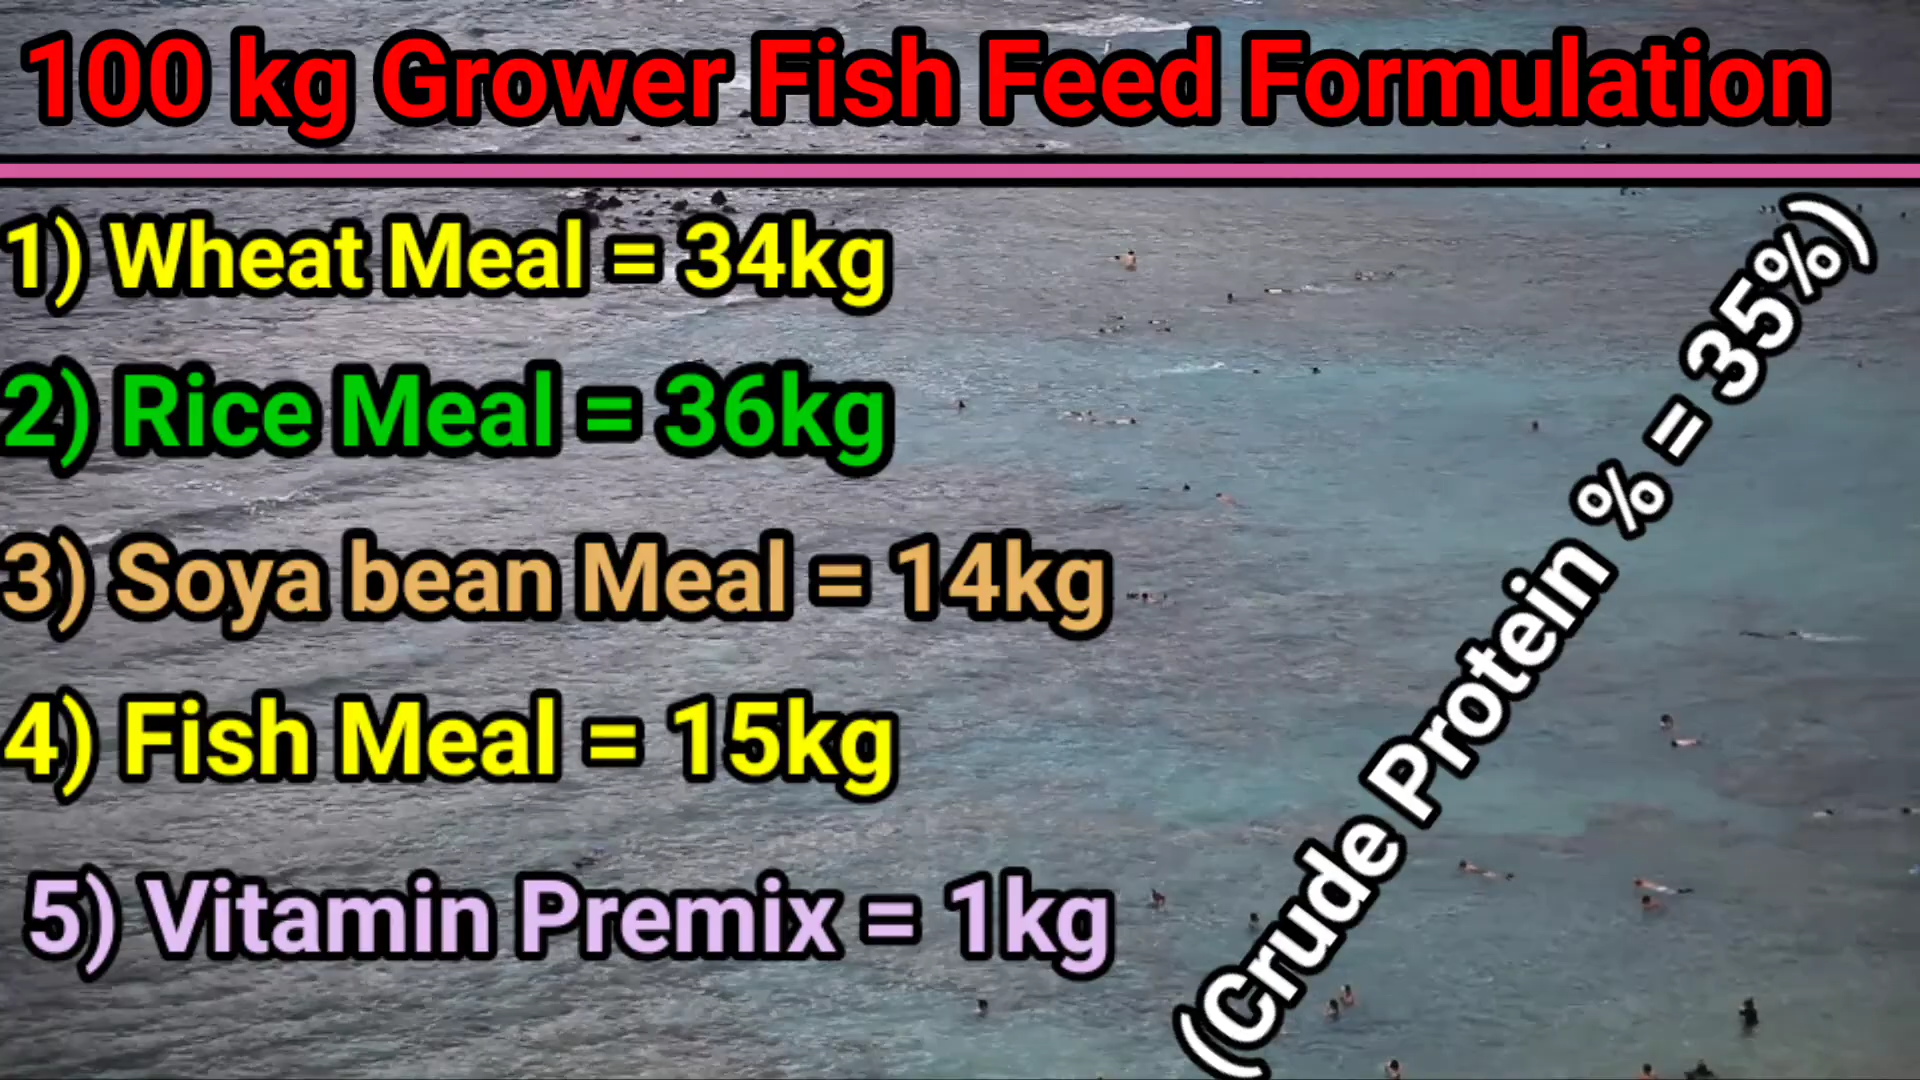 100 kg Grower Fish Feed Formulation
1) Wheat Meal = 34kg
2) Rice Meal = 36kg
3) Soya bean Meal = 14kg
4) Fish Meal = 15kg
5) Vitamin Premix = 1kg
(Crude Protein % = 35%)